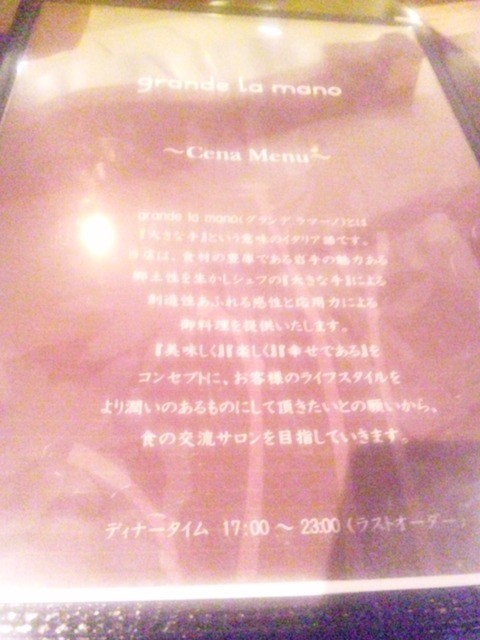 grande la mano
～Cena Menu～
grande la mano(グランデ ラマーノ)とは
『大きな手』という意味のイタリア語です。
当店は、食材の豊庫である岩手の魅力ある
郷土性を生かしシェフの『大きな手』による
創造性あふれる感性と応用力による
御料理を提供いたします。
『美味しく』『楽しく』『幸せである』を
コンセプトに、お客様のライフスタイルを
より潤いのあるものにして頂きたいとの願いから、
食の交流サロンを目指していきます。
ディナータイム 17:00 ～ 23:00 (ラストオーダー